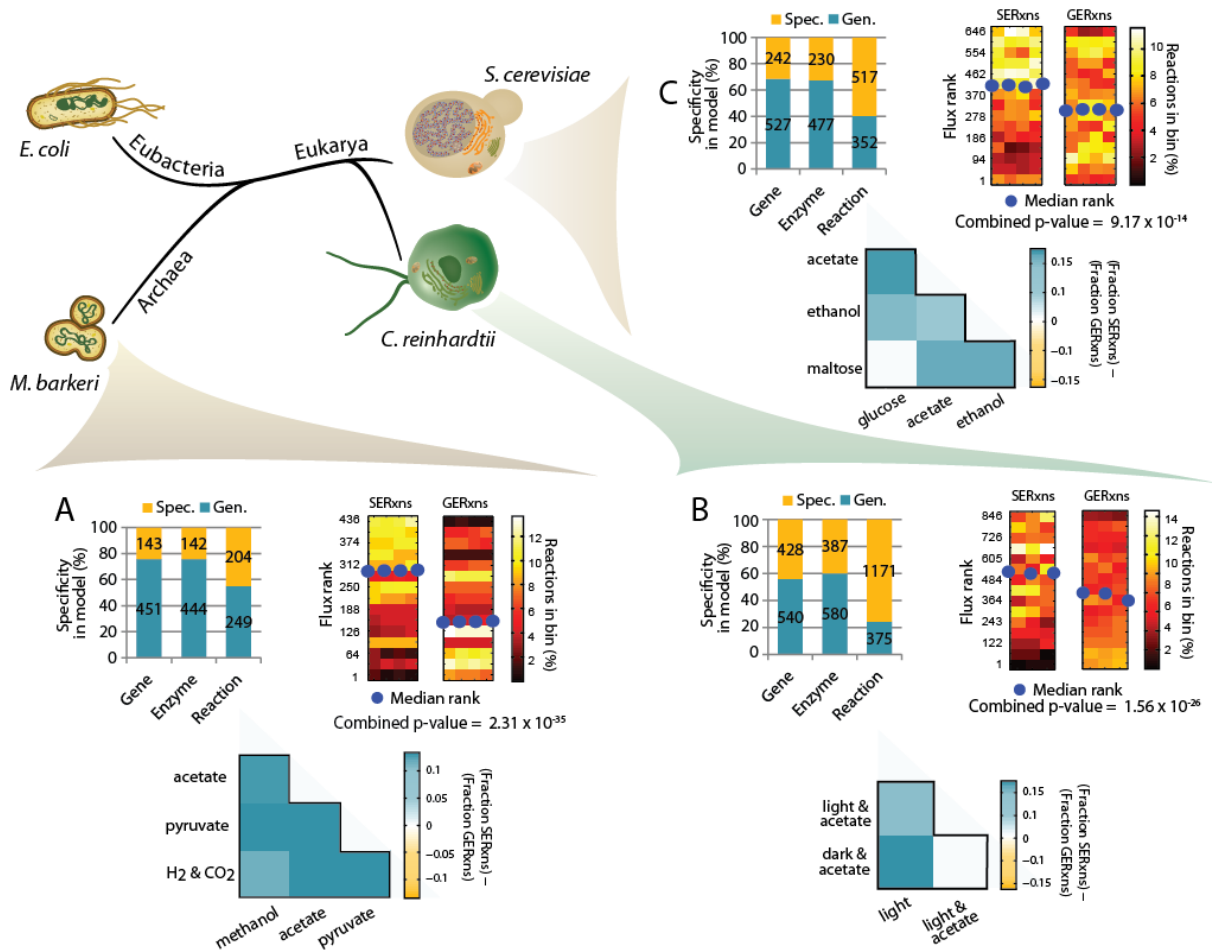 E. coli
Eubacteria
Eukarya
S. cerevisiae
Archaea
C. reinhardtii
M. barkeri
C
Spec. Gen.
Specificity
in model (%)
100
80
60
40
20
0
242 230 517
527 477 352
Gene Enzyme Reaction
SERxns GERxns
Flux rank
646
554
462
370
278
186
94
1
Reactions in bin (%)
10
8
6
4
2
Median rank
Combined p-value = 9.17 x 10⁻¹⁴
acetate
ethanol
maltose
glucose acetate ethanol
0.15
0.1
0
−0.1
−0.15
(Fraction SERxns) −
(Fraction GERxns)
A
Spec. Gen.
Specificity
in model (%)
100
80
60
40
20
0
143 142 204
451 444 249
Gene Enzyme Reaction
SERxns GERxns
Flux rank
436
374
312
250
188
126
64
1
Reactions in bin (%)
12
10
8
6
4
2
Median rank
Combined p-value = 2.31 x 10⁻³⁵
acetate
pyruvate
H2 & CO2
methanol acetate pyruvate
0.1
0.05
0
−0.05
−0.1
(Fraction SERxns) −
(Fraction GERxns)
B
Spec. Gen.
Specificity
in model (%)
100
80
60
40
20
0
428 387 1171
540 580 375
Gene Enzyme Reaction
SERxns GERxns
Flux rank
846
726
605
484
364
243
122
1
Reactions in bin (%)
14
12
10
8
6
4
2
Median rank
Combined p-value = 1.56 x 10⁻²⁶
light &
acetate
dark &
acetate
light light &
acetate
0.15
0.1
0
−0.1
−0.15
(Fraction SERxns) −
(Fraction GERxns)